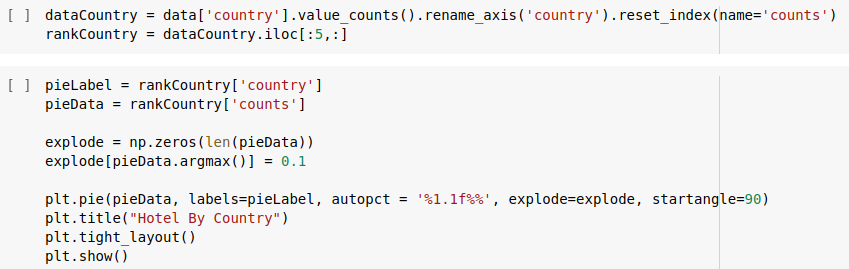 [ ] dataCountry = data['country'].value_counts().rename_axis('country').reset_index(name='counts')
rankCountry = dataCountry.iloc[:5,:]
[ ] pieLabel = rankCountry['country']
pieData = rankCountry['counts']
explode = np.zeros(len(pieData))
explode[pieData.argmax()] = 0.1
plt.pie(pieData, labels=pieLabel, autopct = '%1.1f%%', explode=explode, startangle=90)
plt.title("Hotel By Country")
plt.tight_layout()
plt.show()